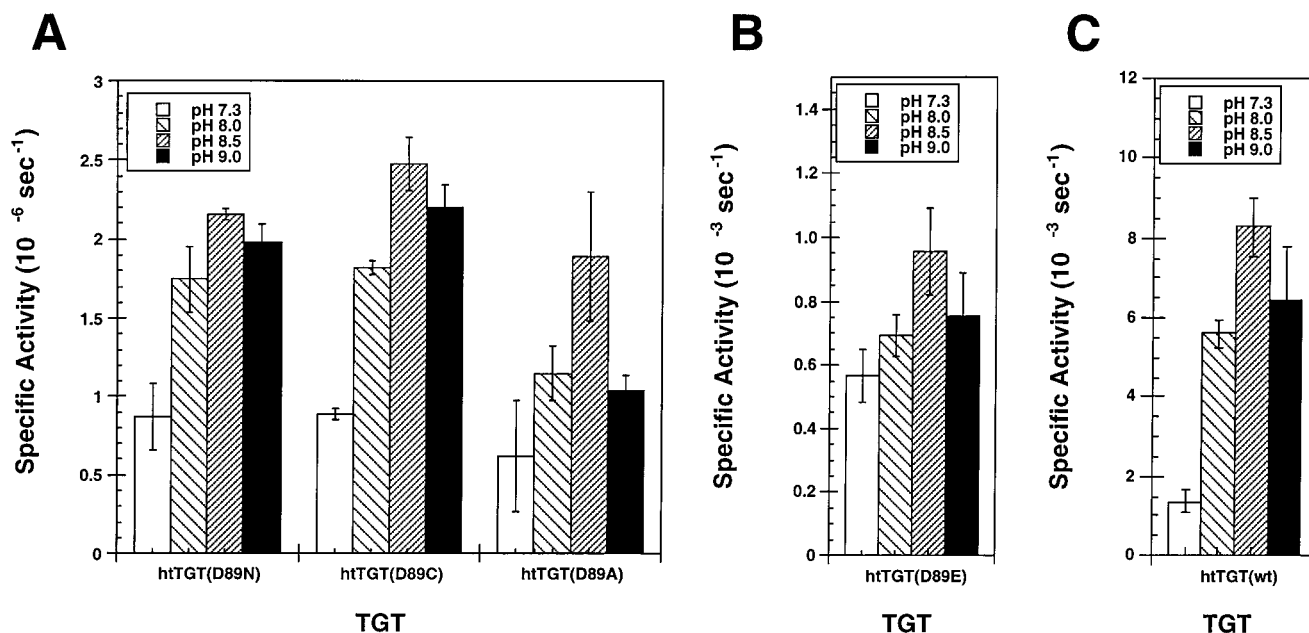 A
Specific Activity (10 -6 sec-1)
3
2.5
2
1.5
1
0.5
0
pH 7.3
pH 8.0
pH 8.5
pH 9.0
htTGT(D89N)
htTGT(D89C)
htTGT(D89A)
TGT
B
Specific Activity (10 -3 sec-1)
1.4
1.2
1.0
0.8
0.6
0.4
0.2
0
pH 7.3
pH 8.0
pH 8.5
pH 9.0
htTGT(D89E)
TGT
C
Specific Activity (10 -3 sec-1)
12
10
8
6
4
2
0
pH 7.3
pH 8.0
pH 8.5
pH 9.0
htTGT(wt)
TGT